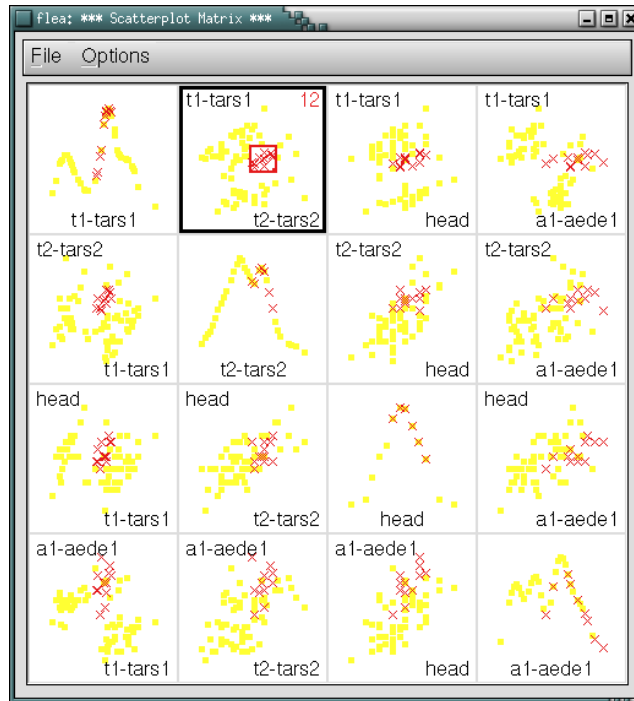 flea: *** Scatterplot Matrix ***
File Options
t1-tars1
t1-tars1 12
t2-tars2
t1-tars1
head
t1-tars1
a1-aede1
t2-tars2
t1-tars1
t2-tars2
t2-tars2
head
t2-tars2
a1-aede1
head
t1-tars1
head
t2-tars2
head
head
a1-aede1
a1-aede1
t1-tars1
a1-aede1
t2-tars2
a1-aede1
head
a1-aede1